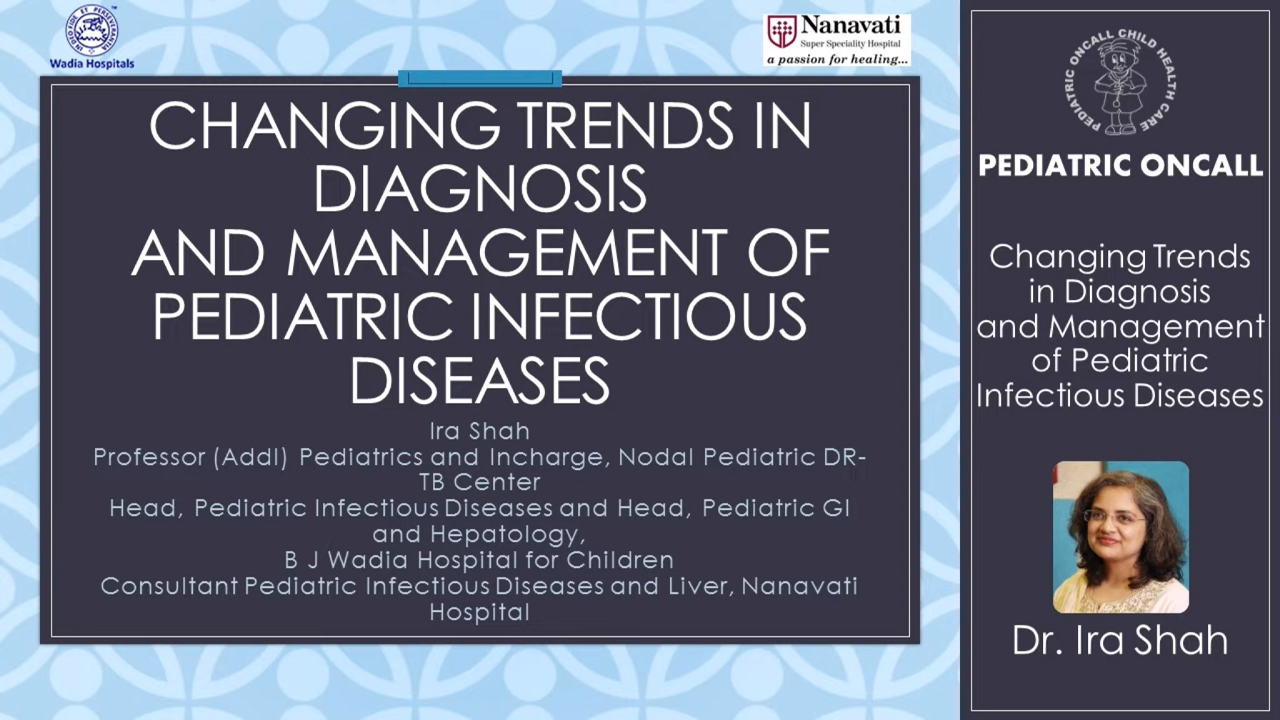 Wadia Hospitals
Nanavati
Super Speciality Hospital
a passion for healing...
CHANGING TRENDS IN
DIAGNOSIS
AND MANAGEMENT OF
PEDIATRIC INFECTIOUS
DISEASES
Ira Shah
Professor (Addl) Pediatrics and Incharge, Nodal Pediatric DR-
TB Center
Head, Pediatric Infectious Diseases and Head, Pediatric GI
and Hepatology,
B J Wadia Hospital for Children
Consultant Pediatric Infectious Diseases and Liver, Nanavati
Hospital
PEDIATRIC ONCALL CHILD HEALTH CARE
PEDIATRIC ONCALL
Changing Trends
in Diagnosis
and Management
of Pediatric
Infectious Diseases
Dr. Ira Shah